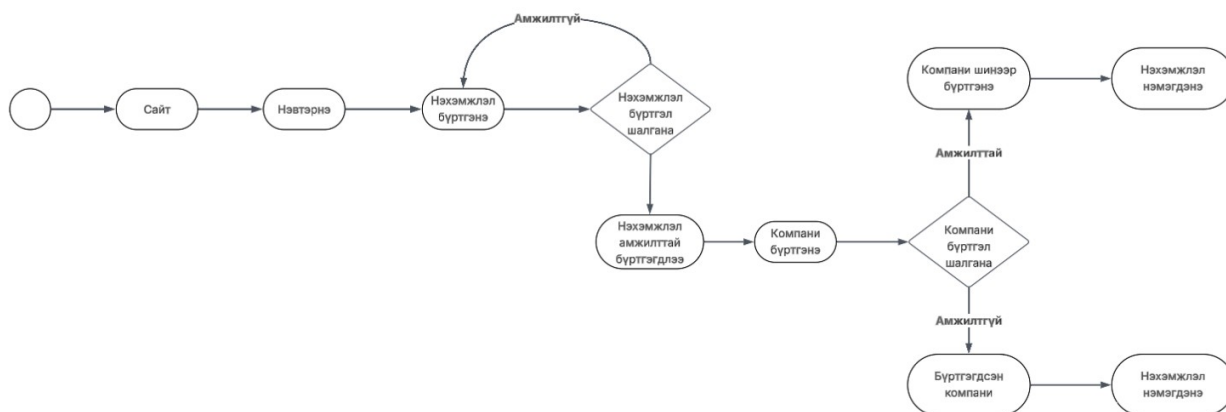 Амжилтгүй
Сайт
Нэвтэрнэ
Нэхэмжлэл
бүртгэнэ
Нэхэмжлэл
бүртгэл
шалгана
Нэхэмжлэл
амжилттай
бүртгэгдлээ
Компани
бүртгэнэ
Компани
бүртгэл
шалгана
Амжилттай
Компани шинээр
бүртгэнэ
Нэхэмжлэл
нэмэгдэнэ
Амжилтгүй
Бүртгэгдсэн
компани
Нэхэмжлэл
нэмэгдэнэ